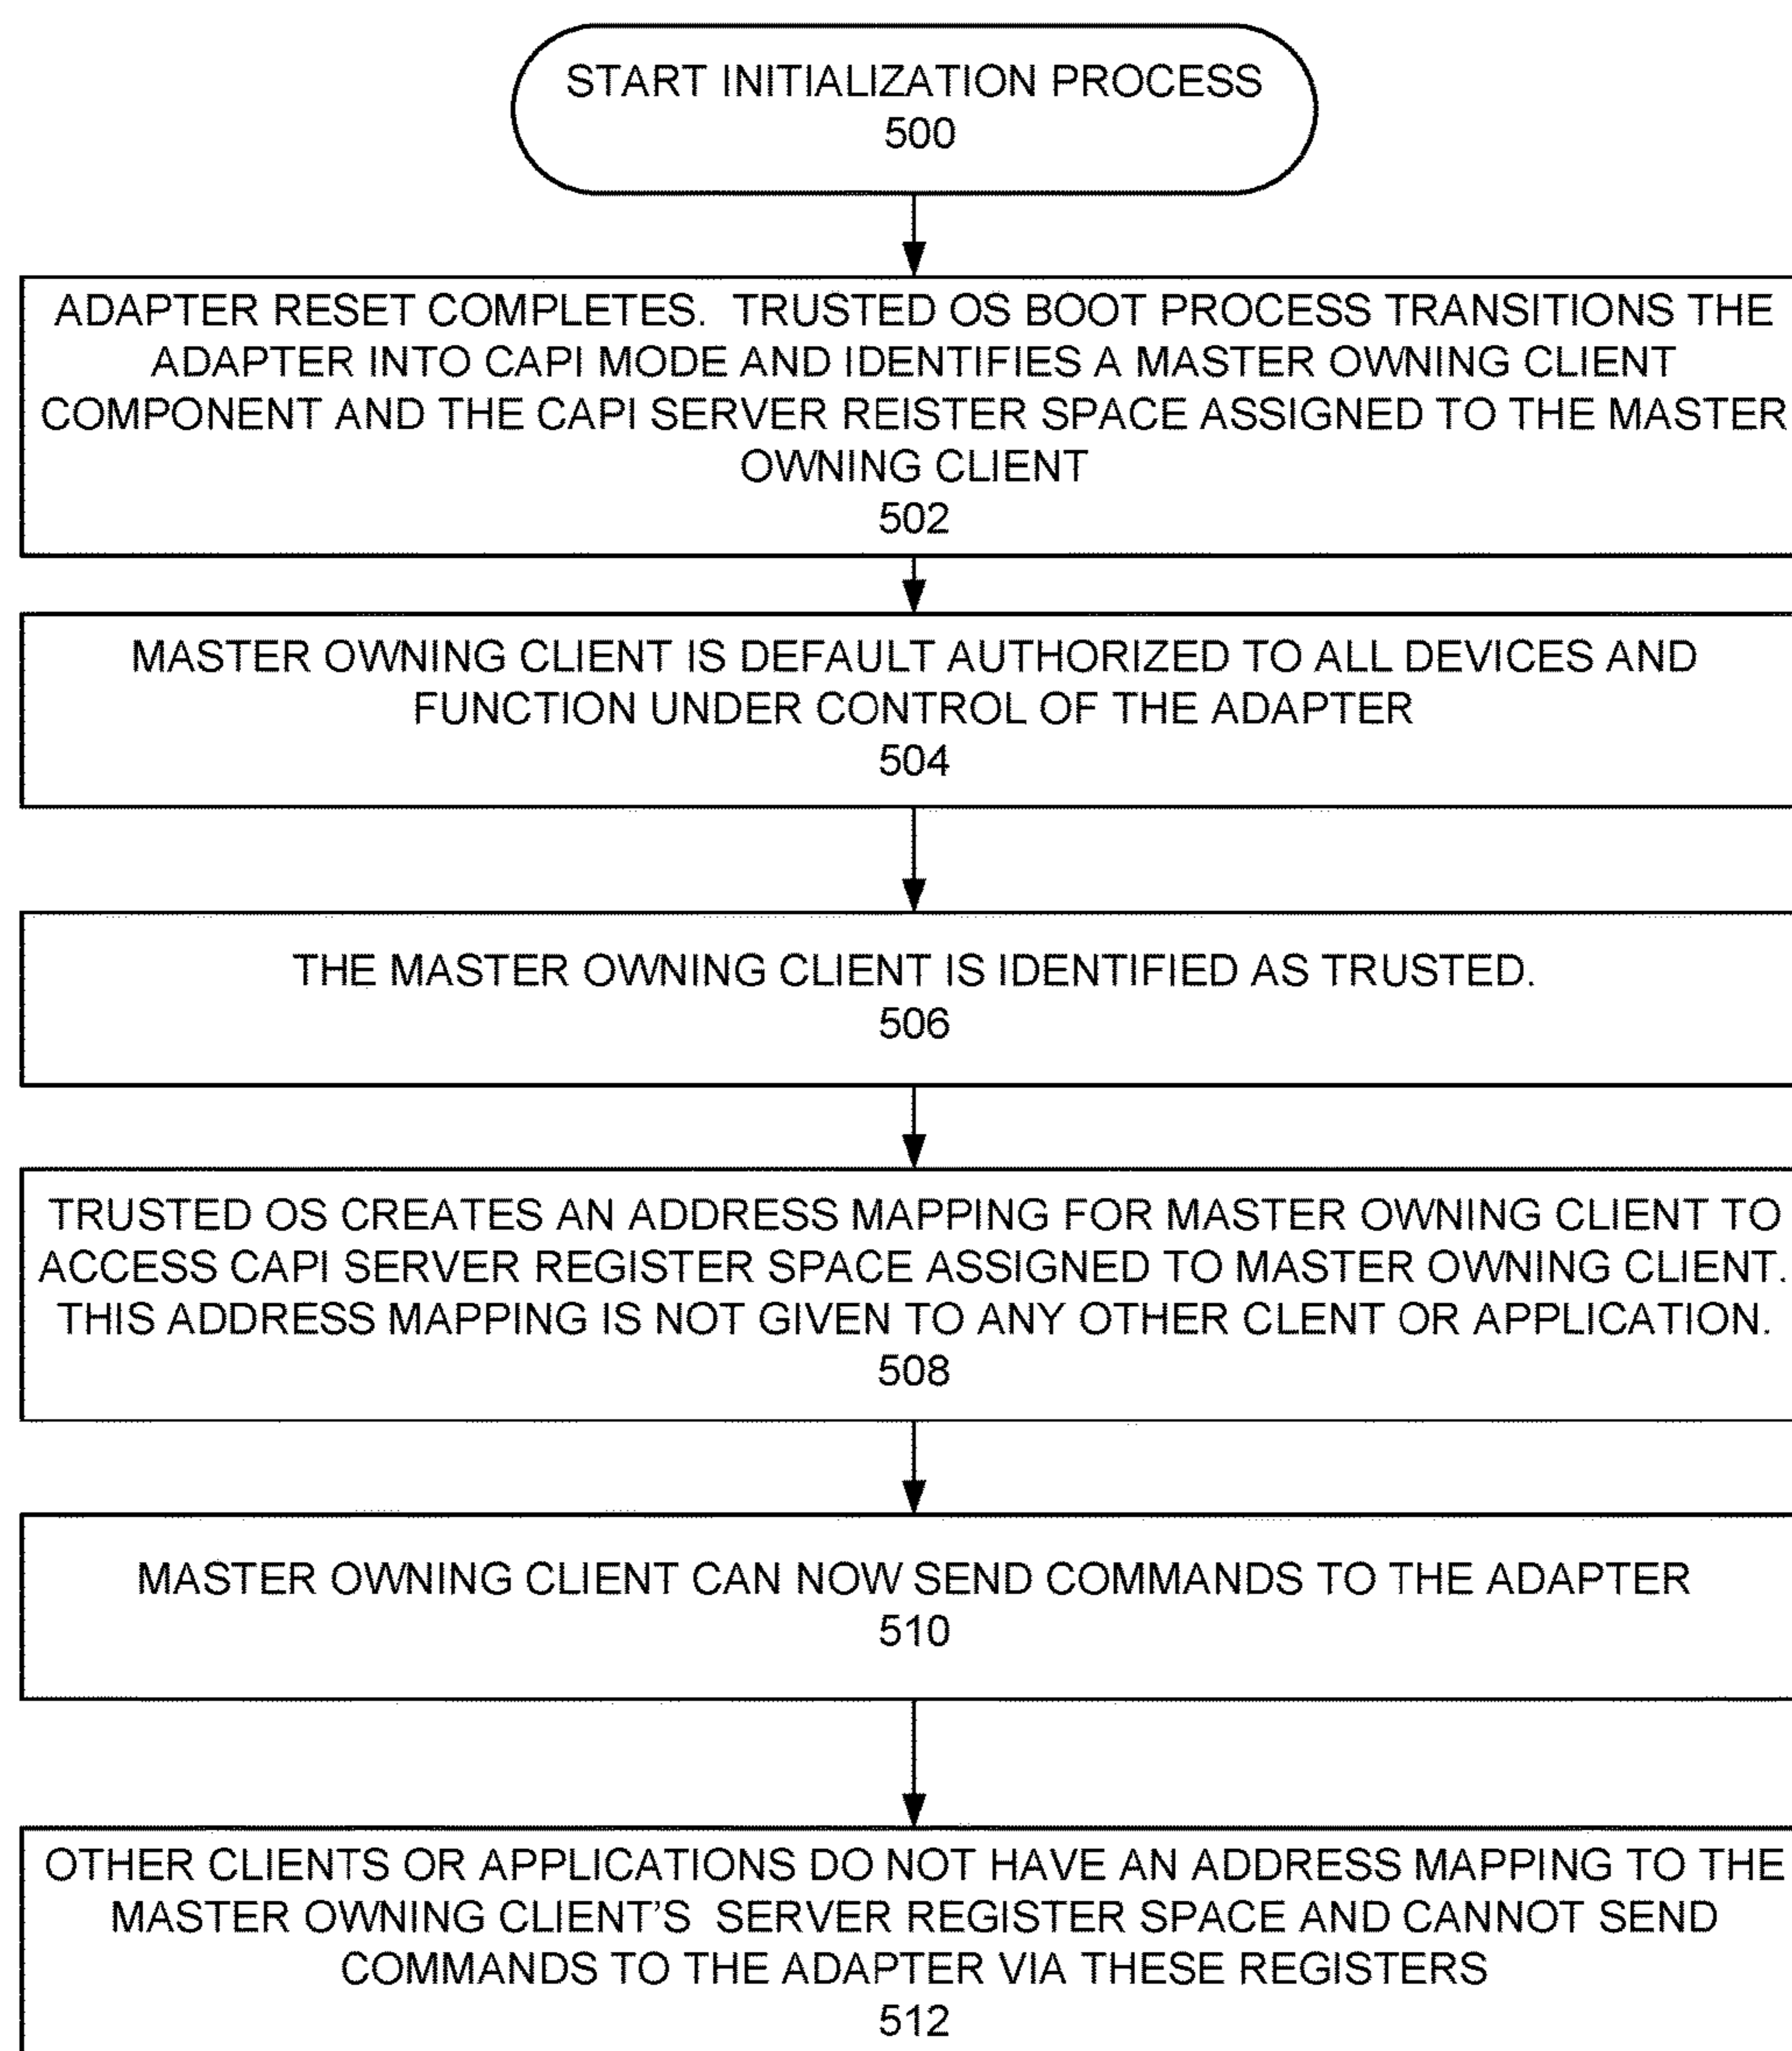 START INITIALIZATION PROCESS
500
ADAPTER RESET COMPLETES. TRUSTED OS BOOT PROCESS TRANSITIONS THE
ADAPTER INTO CAPI MODE AND IDENTIFIES A MASTER OWNING CLIENT
COMPONENT AND THE CAPI SERVER REISTER SPACE ASSIGNED TO THE MASTER
OWNING CLIENT
502
MASTER OWNING CLIENT IS DEFAULT AUTHORIZED TO ALL DEVICES AND
FUNCTION UNDER CONTROL OF THE ADAPTER
504
THE MASTER OWNING CLIENT IS IDENTIFIED AS TRUSTED.
506
TRUSTED OS CREATES AN ADDRESS MAPPING FOR MASTER OWNING CLIENT TO
ACCESS CAPI SERVER REGISTER SPACE ASSIGNED TO MASTER OWNING CLIENT.
THIS ADDRESS MAPPING IS NOT GIVEN TO ANY OTHER CLENT OR APPLICATION.
508
MASTER OWNING CLIENT CAN NOW SEND COMMANDS TO THE ADAPTER
510
OTHER CLIENTS OR APPLICATIONS DO NOT HAVE AN ADDRESS MAPPING TO THE
MASTER OWNING CLIENT'S SERVER REGISTER SPACE AND CANNOT SEND
COMMANDS TO THE ADAPTER VIA THESE REGISTERS
512